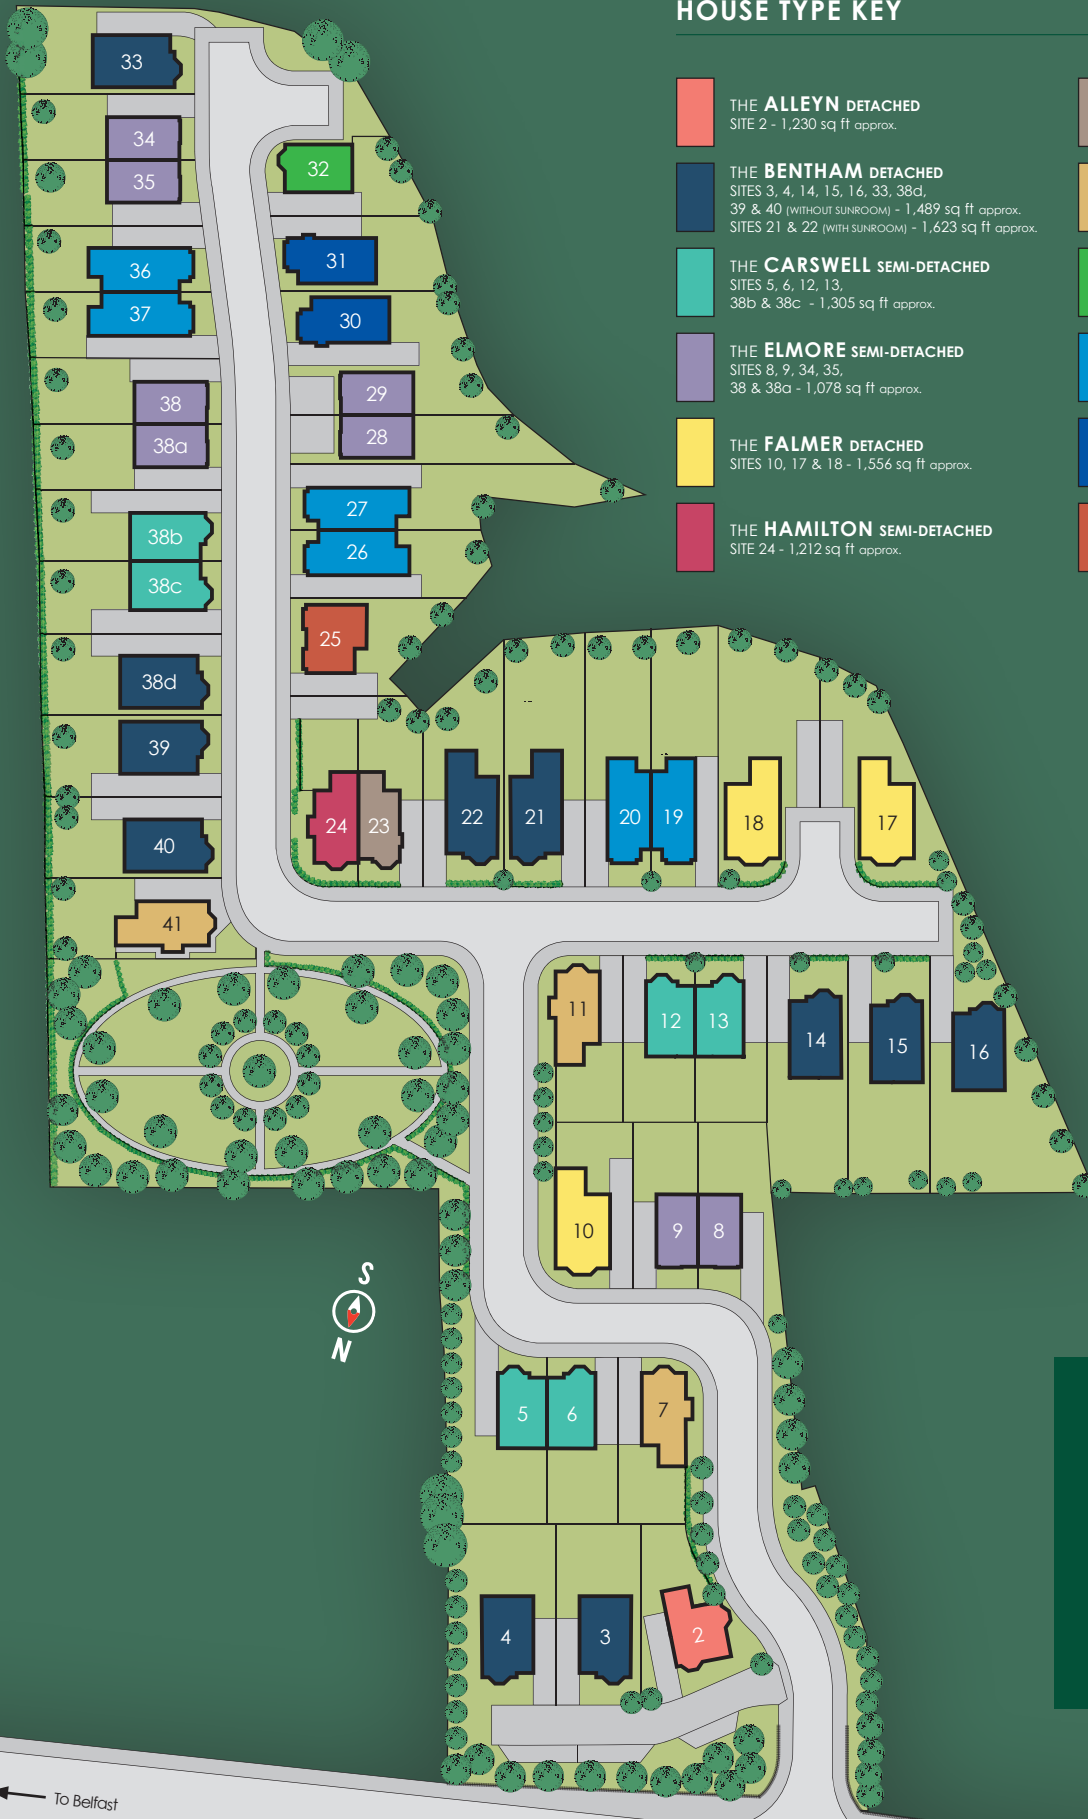 HOUSE TYPE KEY
THE ALLEYN DETACHED
SITE 2 - 1,230 sq ft approx.
THE BENTHAM DETACHED
SITES 3, 4, 14, 15, 16, 33, 38d,
39 & 40 (WITHOUT SUNROOM) - 1,489 sq ft approx.
SITES 21 & 22 (WITH SUNROOM) - 1,623 sq ft approx.
THE CARSWELL SEMI-DETACHED
SITES 5, 6, 12, 13,
38b & 38c - 1,305 sq ft approx.
THE ELMORE SEMI-DETACHED
SITES 8, 9, 34, 35,
38 & 38a - 1,078 sq ft approx.
THE FALMER DETACHED
SITES 10, 17 & 18 - 1,556 sq ft approx.
THE HAMILTON SEMI-DETACHED
SITE 24 - 1,212 sq ft approx.
33
34
35
32
36
31
37
30
38
29
38a
28
38b
27
38c
26
25
38d
39
40
41
24
23
22
21
20
19
18
17
11
12
13
14
15
16
10
9
8
S
N
5
6
7
4
3
2
To Belfast